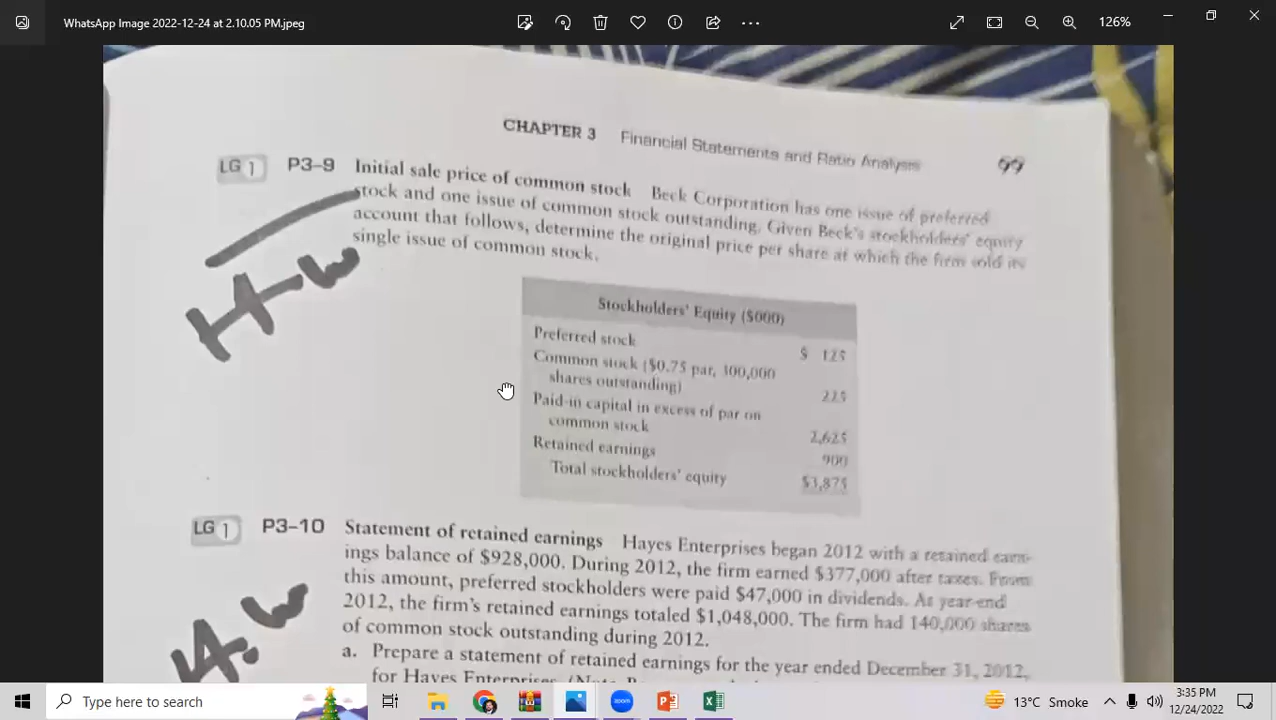 WhatsApp Image 2022-12-24 at 2.10.05 PM.jpeg
126%
CHAPTER 3 Financial Statements and Ratio Analysis 99
LG 1 P3–9 Initial sale price of common stock Beck Corporation has one issue of preferred
stock and one issue of common stock outstanding. Given Beck's stockholders' equity
account that follows, determine the original price per share at which the firm sold its
single issue of common stock.
H-W
Stockholders' Equity ($000)
Preferred stock $ 125
Common stock ($0.75 par, 300,000
shares outstanding) 225
Paid-in capital in excess of par on
common stock 2,625
Retained earnings 900
Total stockholders' equity $3,875
LG 1 P3–10 Statement of retained earnings Hayes Enterprises began 2012 with a retained earn-
ings balance of $928,000. During 2012, the firm earned $377,000 after taxes. From
this amount, preferred stockholders were paid $47,000 in dividends. At year-end
2012, the firm's retained earnings totaled $1,048,000. The firm had 140,000 shares
of common stock outstanding during 2012.
H.W
a. Prepare a statement of retained earnings for the year ended December 31, 2012,
for Hayes Enterprises. (Note:
Type here to search
zoom
13°C Smoke
3:35 PM
12/24/2022